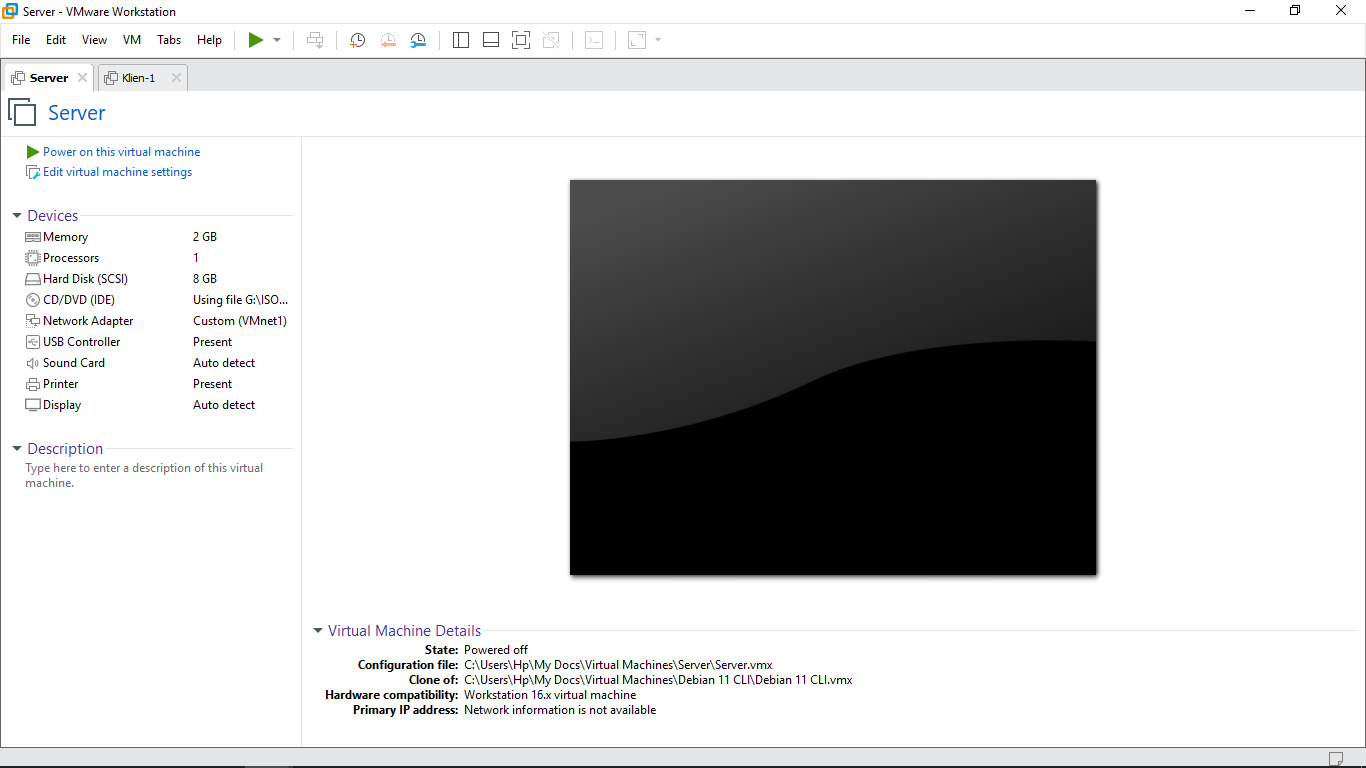 Server - VMware Workstation
File Edit View VM Tabs Help
Server Klien-1
Server
Power on this virtual machine
Edit virtual machine settings
Devices
Memory 2 GB
Processors 1
Hard Disk (SCSI) 8 GB
CD/DVD (IDE) Using file G:\ISO...
Network Adapter Custom (VMnet1)
USB Controller Present
Sound Card Auto detect
Printer Present
Display Auto detect
Description
Type here to enter a description of this virtual
machine.
Virtual Machine Details
State: Powered off
Configuration file: C:\Users\Hp\My Docs\Virtual Machines\Server\Server.vmx
Clone of: C:\Users\Hp\My Docs\Virtual Machines\Debian 11 CLI\Debian 11 CLI.vmx
Hardware compatibility: Workstation 16.x virtual machine
Primary IP address: Network information is not available